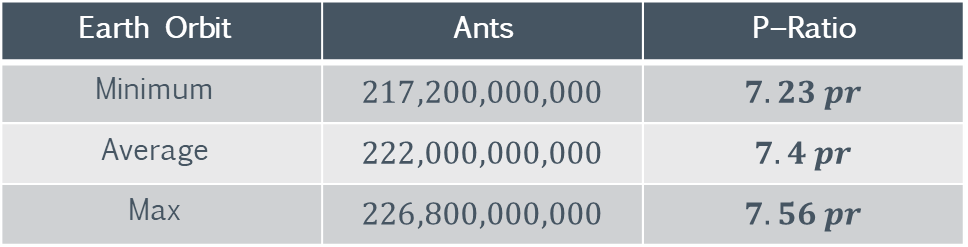 Earth Orbit Ants P–Ratio
Minimum 217,200,000,000 7.23 pr
Average 222,000,000,000 7.4 pr
Max 226,800,000,000 7.56 pr